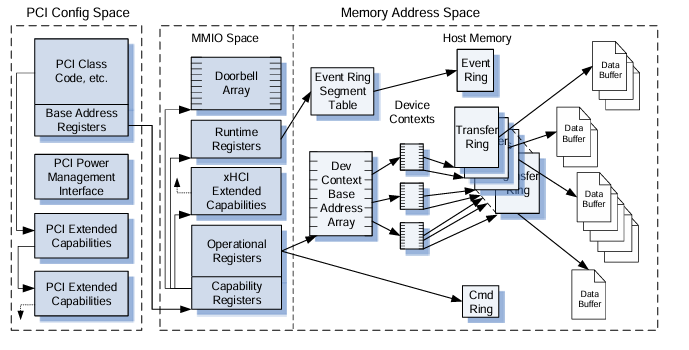 PCI Config Space
Memory Address Space
PCI Class
Code, etc.
Base Address
Registers
PCI Power
Management
Interface
PCI Extended
Capabilities
PCI Extended
Capabilities
MMIO Space
Doorbell
Array
Runtime
Registers
xHCI
Extended
Capabilities
Operational
Registers
Capability
Registers
Host Memory
Event Ring
Segment
Table
Event
Ring
Device
Contexts
Dev
Context
Base
Address
Array
Transfer
Ring
Ring
Cmd
Ring
Data
Buffer
Data
Buffer
Data
Buffer
Data
Buffer